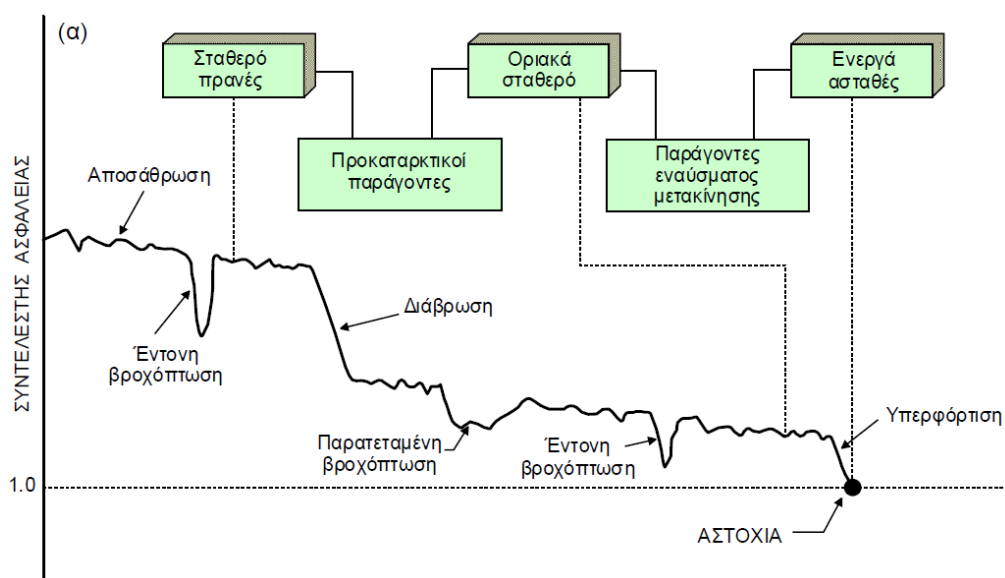 (α)
Σταθερό
πρανές
Οριακά
σταθερό
Ενεργά
ασταθές
Προκαταρκτικοί
παράγοντες
Παράγοντες
εναύσματος
μετακίνησης
ΣΥΝΤΕΛΕΣΤΗΣ ΑΣΦΑΛΕΙΑΣ
Αποσάθρωση
Έντονη
βροχόπτωση
Διάβρωση
Παρατεταμένη
βροχόπτωση
Έντονη
βροχόπτωση
Υπερφόρτιση
1.0
ΑΣΤΟΧΙΑ